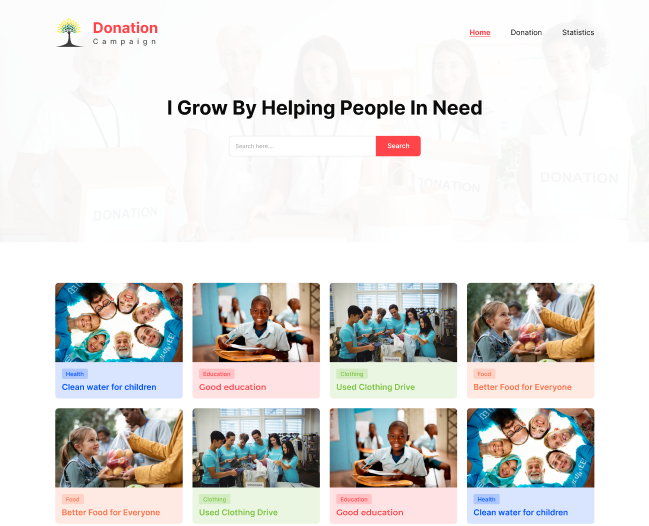 Donation
Campaign
Home
Donation
Statistics
I Grow By Helping People In Need
Search here...
Search
DONATION
DONATION
DONATION
Health
Clean water for children
Education
Good education
Clothing
Used Clothing Drive
Food
Better Food for Everyone
Food
Better Food for Everyone
Clothing
Used Clothing Drive
Education
Good education
Health
Clean water for children